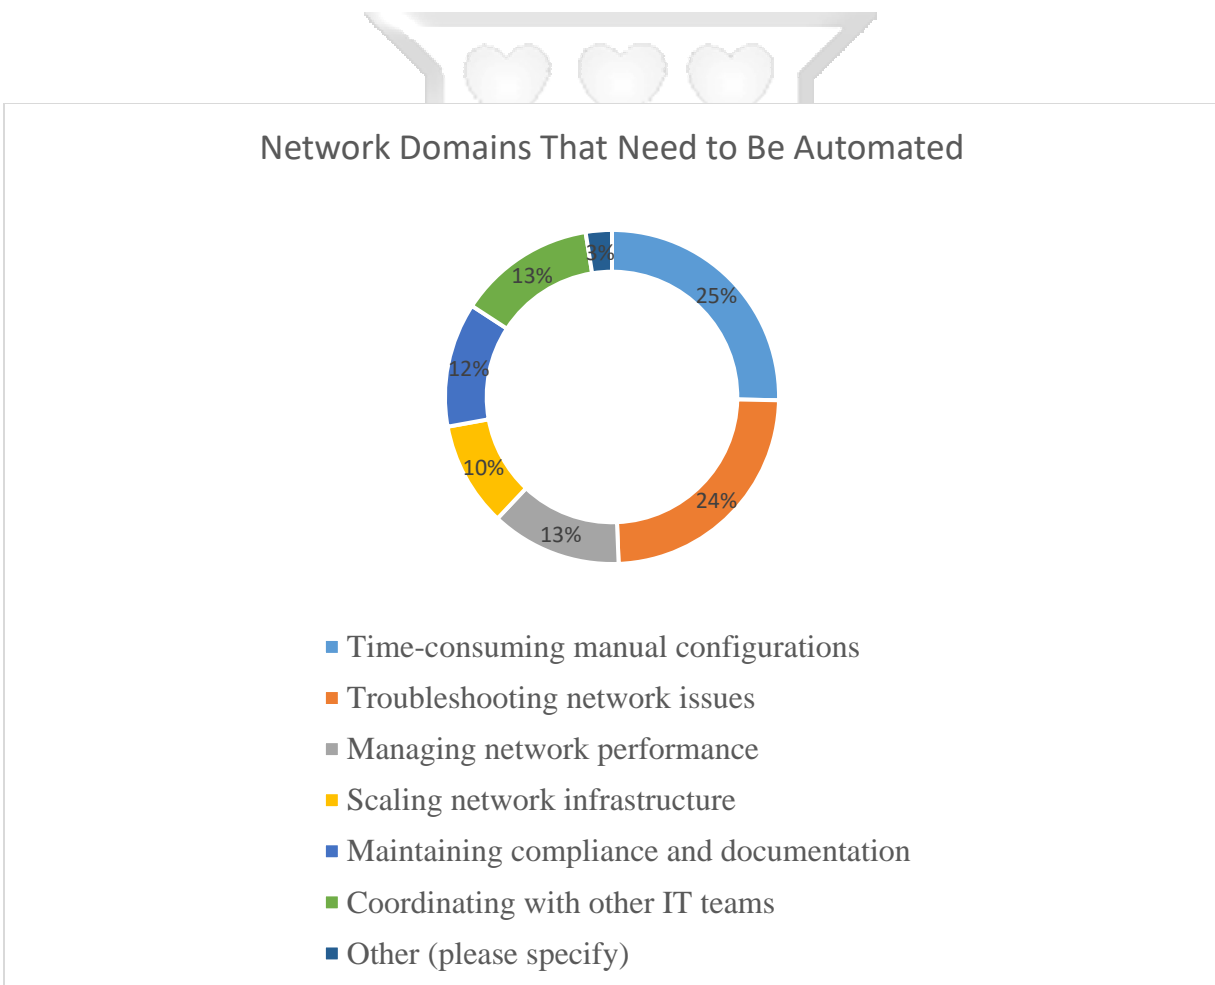 Network Domains That Need to Be Automated
3%
13%
25%
12%
10%
24%
13%
Time-consuming manual configurations
Troubleshooting network issues
Managing network performance
Scaling network infrastructure
Maintaining compliance and documentation
Coordinating with other IT teams
Other (please specify)